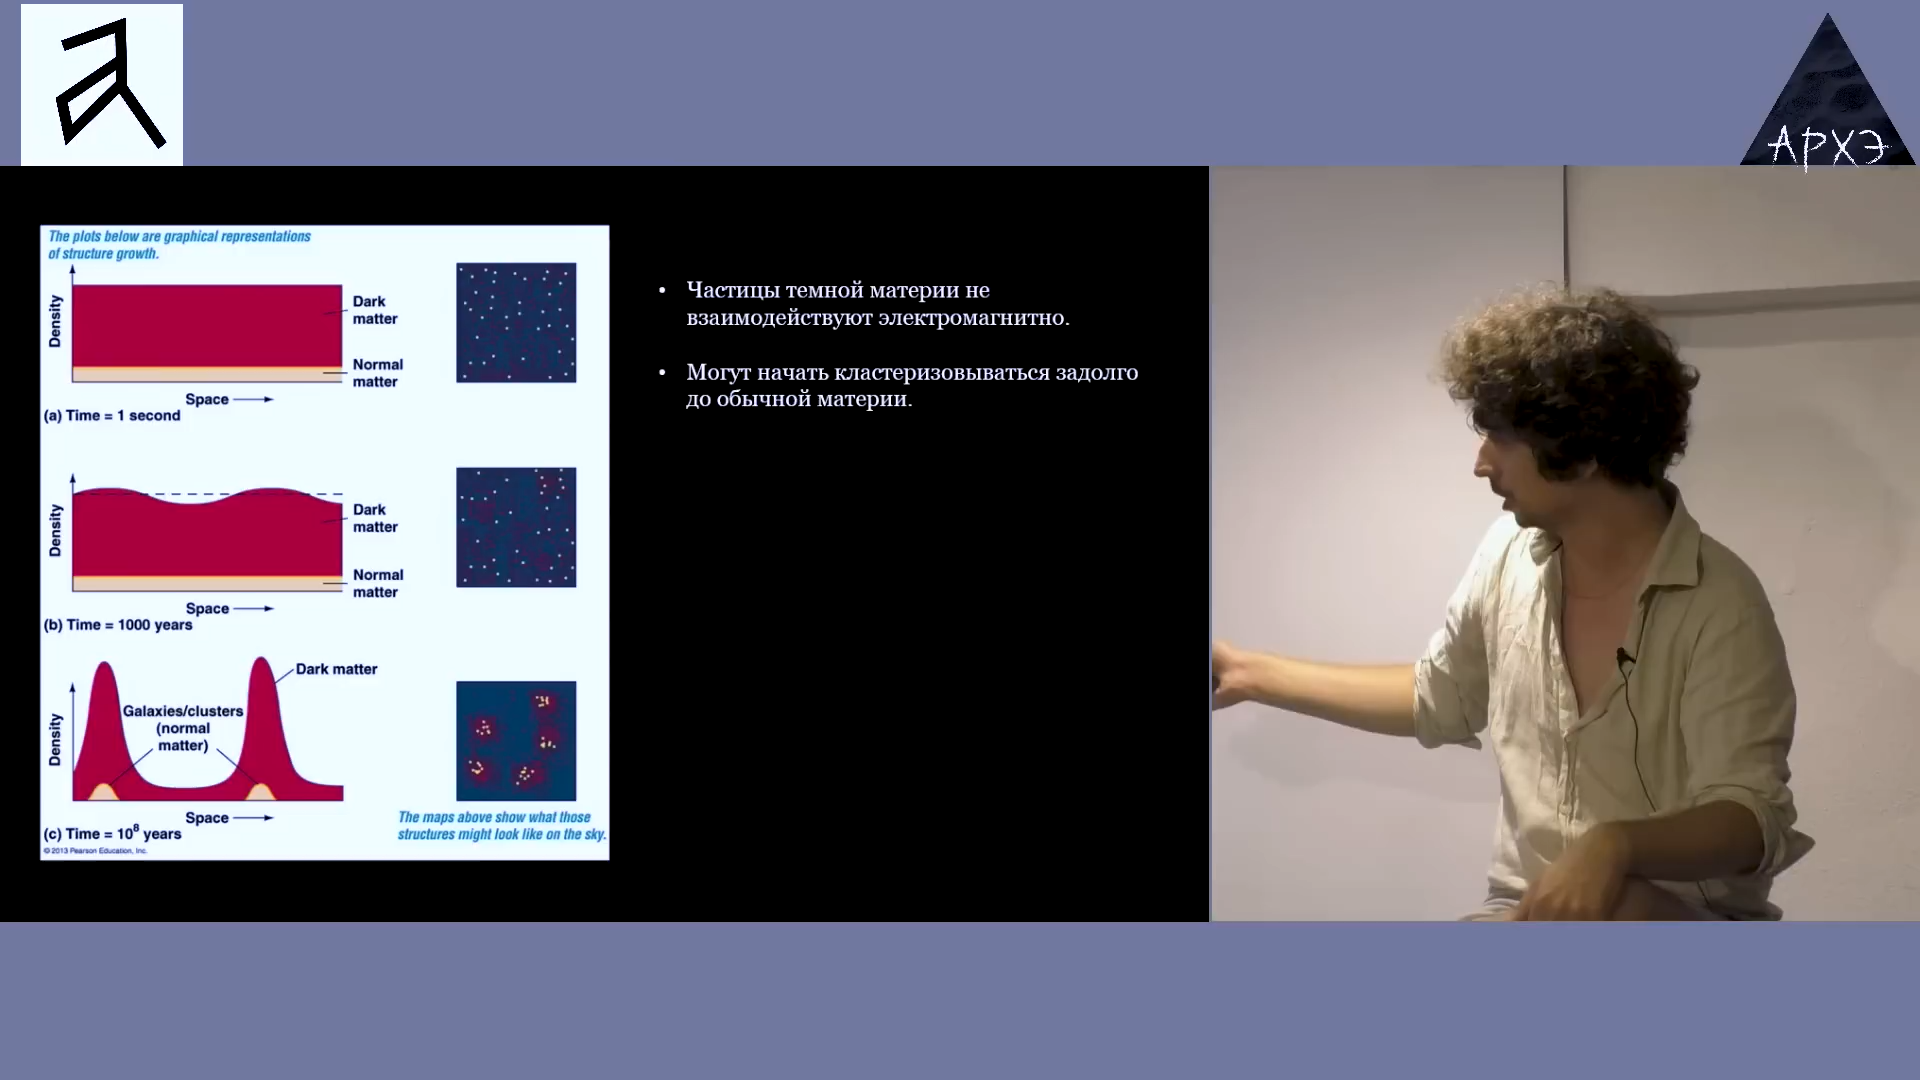 АРХЭ
The plots below are graphical representations
of structure growth.
Density
Dark
matter
Normal
matter
Space
(a) Time = 1 second
Density
Dark
matter
Normal
matter
Space
(b) Time = 1000 years
Density
Dark matter
Galaxies/clusters
(normal
matter)
Space
(c) Time = 10⁸ years
The maps above show what those
structures might look like on the sky.
© 2013 Pearson Education, Inc.
• Частицы темной материи не
взаимодействуют электромагнитно.
• Могут начать кластеризовываться задолго
до обычной материи.